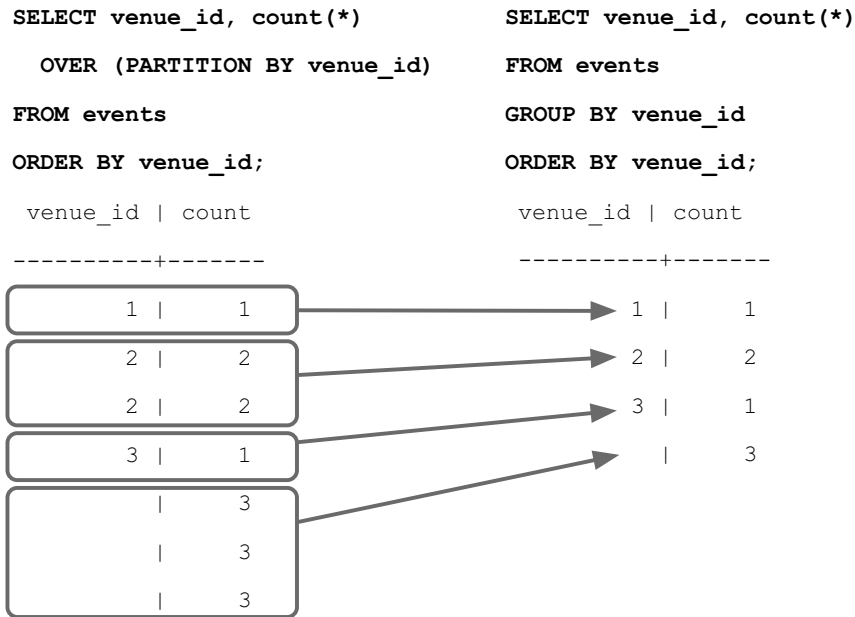 SELECT venue_id, count(*)
OVER (PARTITION BY venue_id)
FROM events
ORDER BY venue_id;
venue_id | count
----------+-------
1 | 1
2 | 2
2 | 2
3 | 1
| 3
| 3
| 3
SELECT venue_id, count(*)
FROM events
GROUP BY venue_id
ORDER BY venue_id;
venue_id | count
----------+-------
1 | 1
2 | 2
3 | 1
| 3